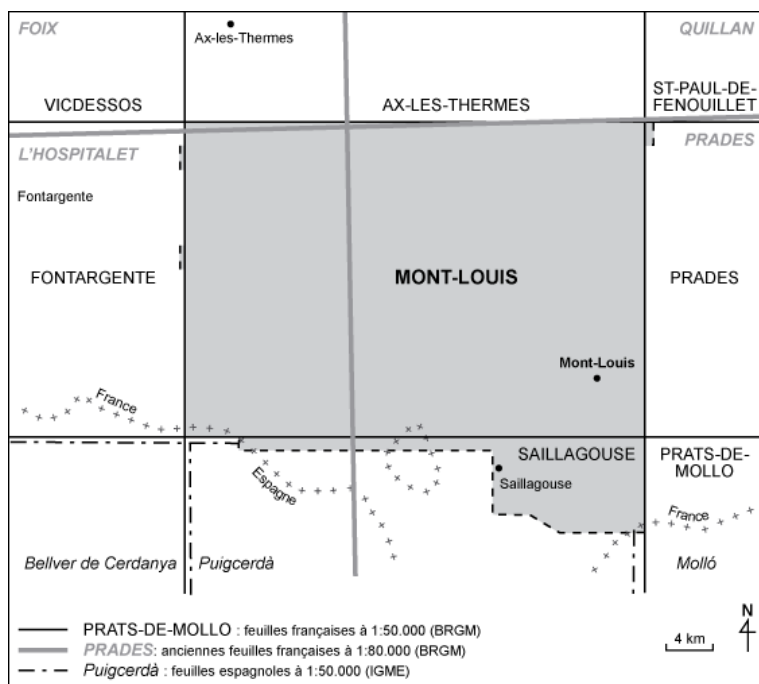 FOIX
QUILLAN
Ax-les-Thermes
VICDESSOS
AX-LES-THERMES
ST-PAUL-DE-
FENOUILLET
L'HOSPITALET
PRADES
Fontargente
FONTARGENTE
MONT-LOUIS
PRADES
Mont-Louis
France
Espagne
SAILLAGOUSE
Saillagouse
PRATS-DE-
MOLLO
France
Bellver de Cerdanya
Puigcerdà
Molló
PRATS-DE-MOLLO : feuilles françaises à 1:50.000 (BRGM)
PRADES: anciennes feuilles françaises à 1:80.000 (BRGM)
Puigcerdà : feuilles espagnoles à 1:50.000 (IGME)
4 km
N